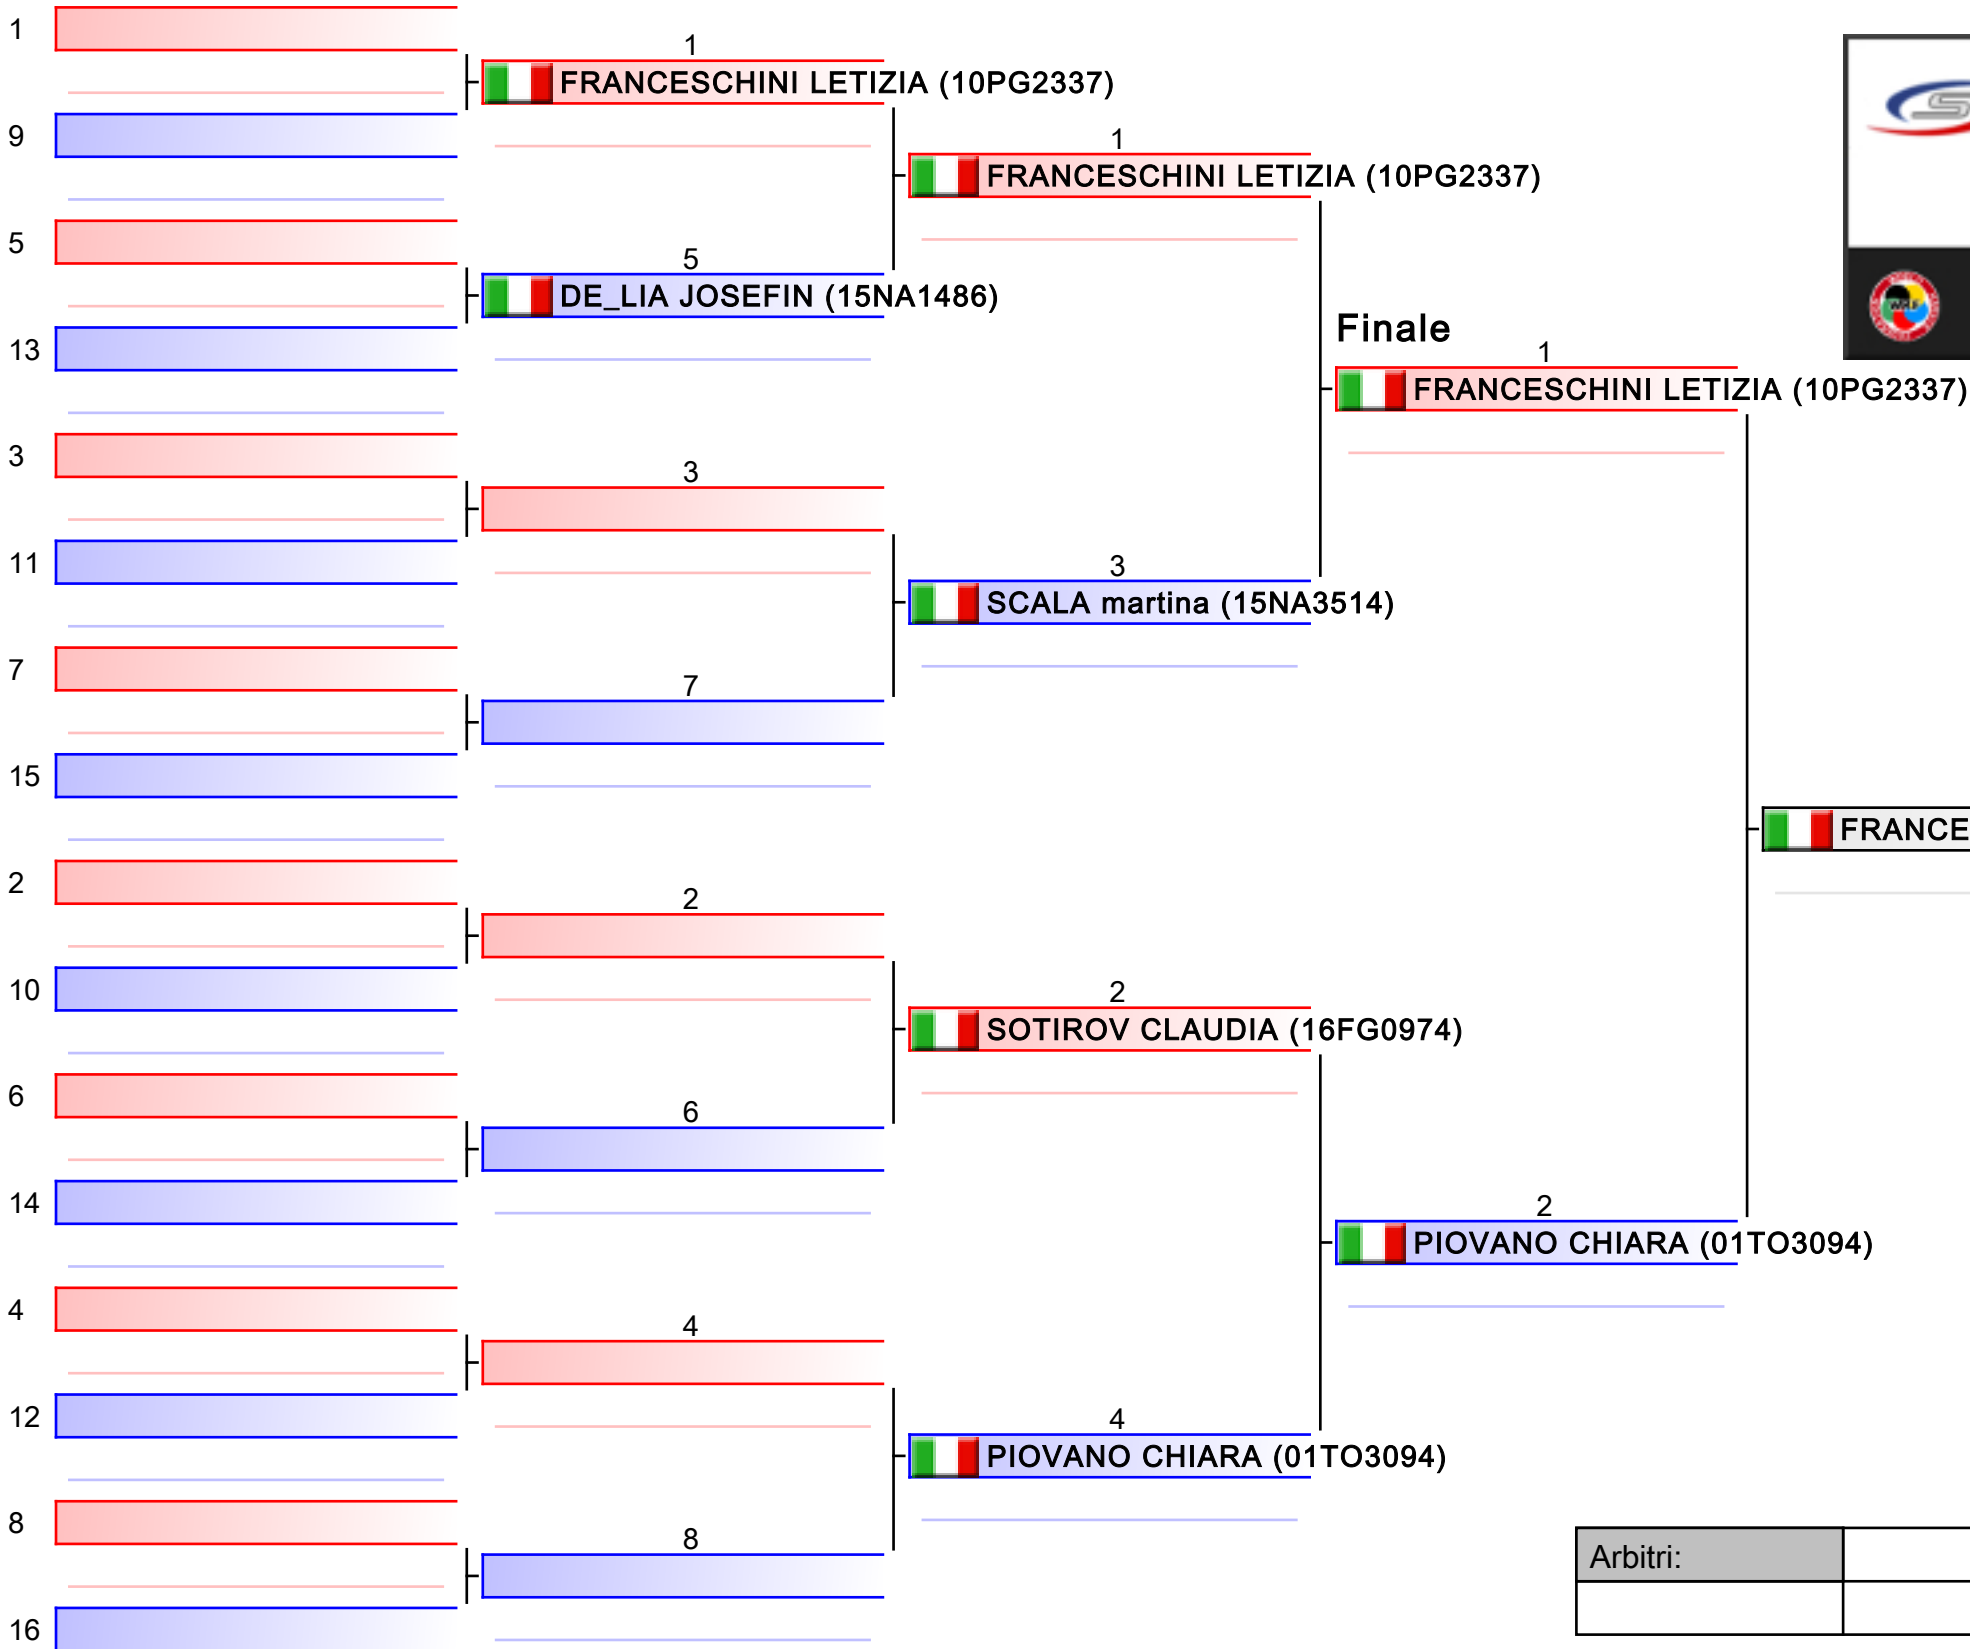 1
9
5
13
3
11
7
15
2
10
6
14
4
12
8
16
1
FRANCESCHINI LETIZIA (10PG2337)
5
DE_LIA JOSEFIN (15NA1486)
3
7
2
6
4
8
1
FRANCESCHINI LETIZIA (10PG2337)
3
SCALA martina (15NA3514)
2
SOTIROV CLAUDIA (16FG0974)
4
PIOVANO CHIARA (01TO3094)
Finale
1
FRANCESCHINI LETIZIA (10PG2337)
2
PIOVANO CHIARA (01TO3094)
FRANCE
Arbitri: